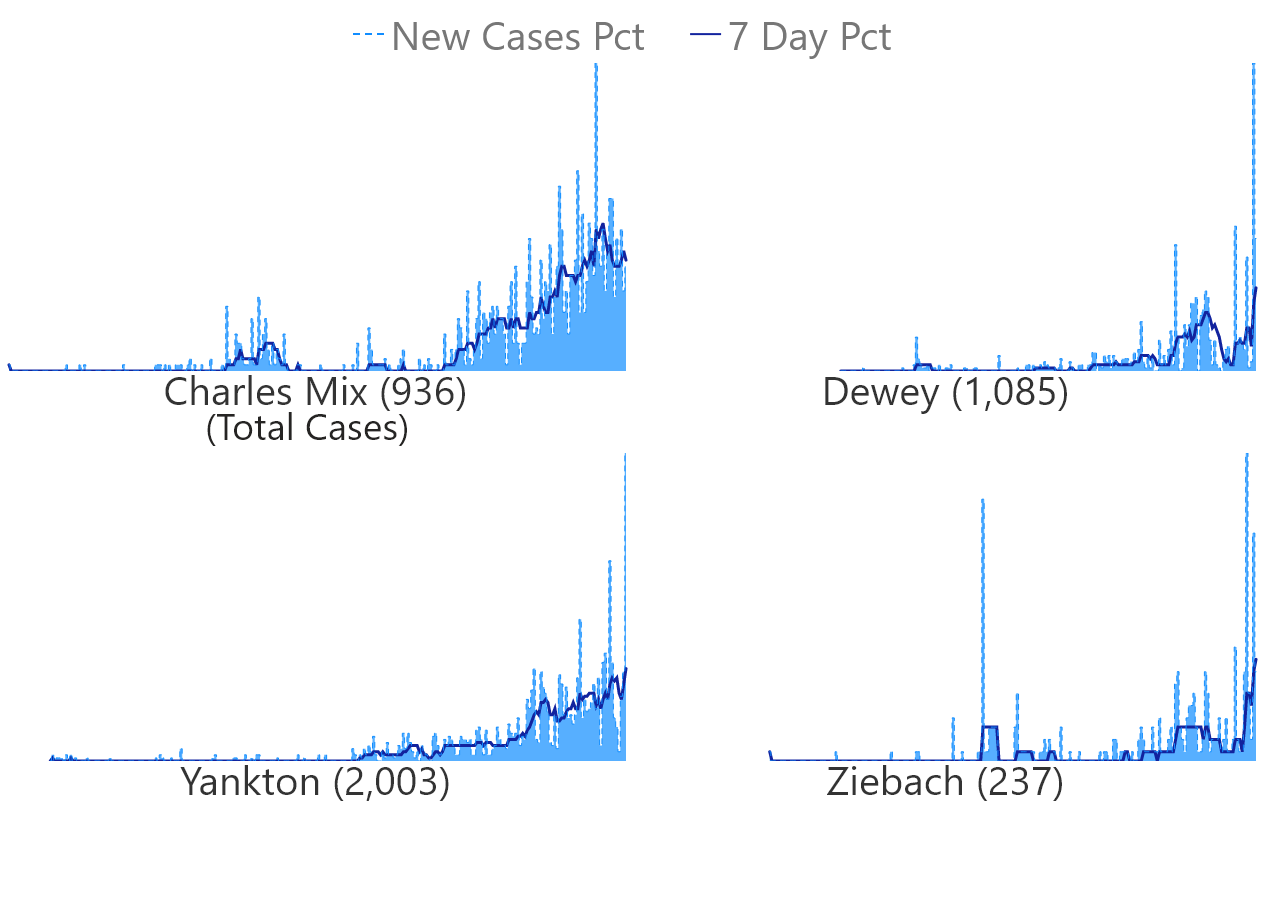 New Cases Pct 7 Day Pct
Charles Mix (936)
(Total Cases)
Dewey (1,085)
Yankton (2,003)
Ziebach (237)